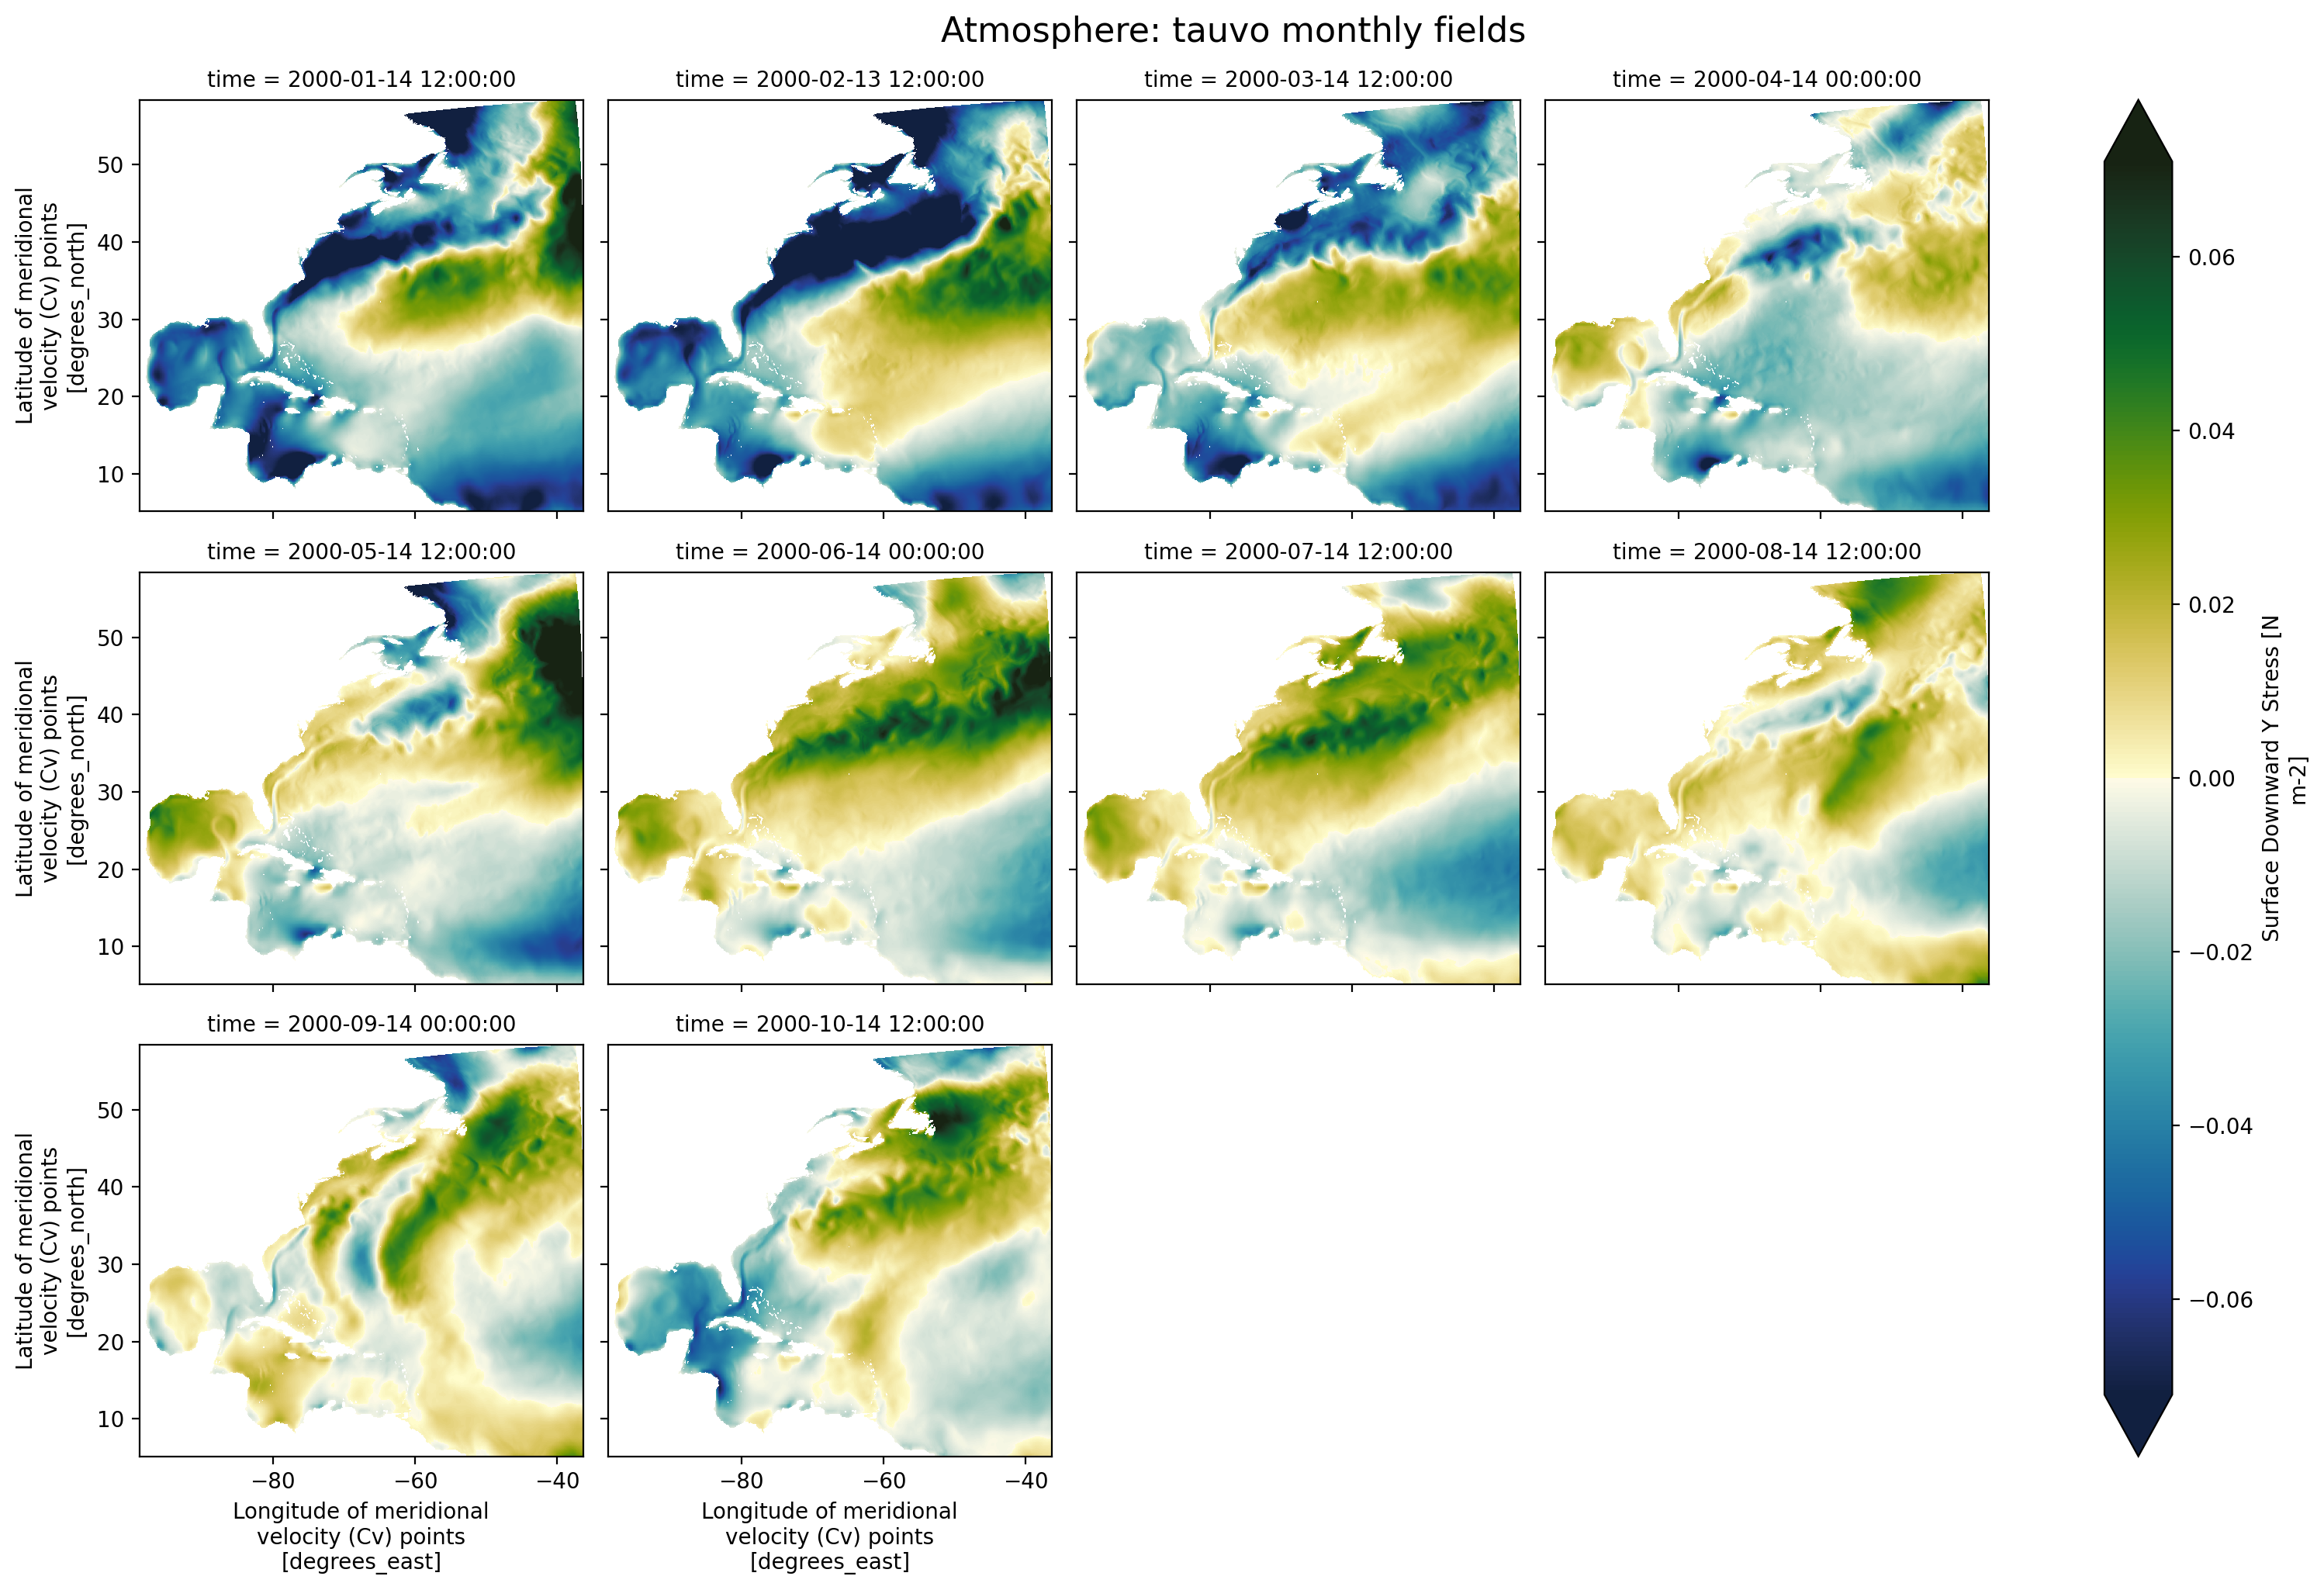 Atmosphere: tauvo monthly fields
time = 2000-01-14 12:00:00
time = 2000-02-13 12:00:00
time = 2000-03-14 12:00:00
time = 2000-04-14 00:00:00
Latitude of meridional
velocity (Cv) points
[degrees_north]
50
40
30
20
10
time = 2000-05-14 12:00:00
time = 2000-06-14 00:00:00
time = 2000-07-14 12:00:00
time = 2000-08-14 12:00:00
Latitude of meridional
velocity (Cv) points
[degrees_north]
50
40
30
20
10
time = 2000-09-14 00:00:00
time = 2000-10-14 12:00:00
Latitude of meridional
velocity (Cv) points
[degrees_north]
50
40
30
20
10
−80
−60
−40
Longitude of meridional
velocity (Cv) points
[degrees_east]
−80
−60
−40
Longitude of meridional
velocity (Cv) points
[degrees_east]
0.06
0.04
0.02
0.00
−0.02
−0.04
−0.06
Surface Downward Y Stress [N
m-2]